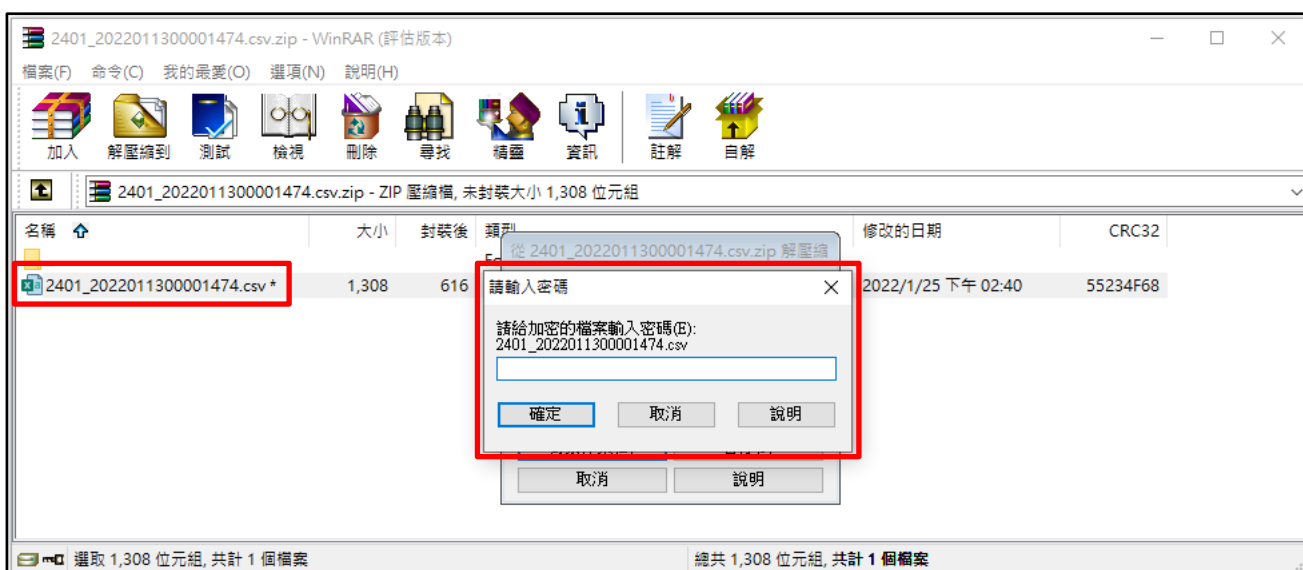 2401_2022011300001474.csv.zip - WinRAR (評估版本)
檔案(F) 命令(C) 我的最愛(O) 選項(N) 說明(H)
加入 解壓縮到 測試 檢視 刪除 尋找 精靈 資訊 註解 自解
2401_2022011300001474.csv.zip - ZIP 壓縮檔, 未封裝大小 1,308 位元組
名稱 大小 封裝後 類型 修改的日期 CRC32
從 2401_2022011300001474.csv.zip 解壓縮
2401_2022011300001474.csv * 1,308 616 2022/1/25 下午 02:40 55234F68
請輸入密碼
請給加密的檔案輸入密碼(E):
2401_2022011300001474.csv
確定 取消 說明
取消 說明
選取 1,308 位元組, 共計 1 個檔案 總共 1,308 位元組, 共計 1 個檔案